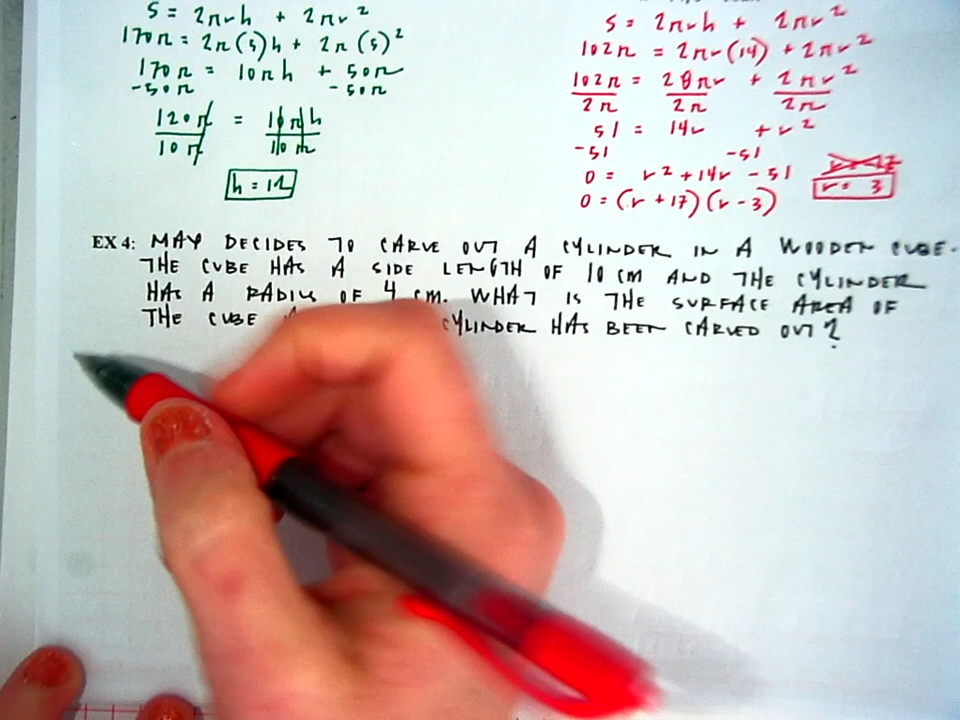 S = 2πrh + 2πr²
170π = 2π(5)h + 2π(5)²
170π = 10πh + 50π
-50π -50π
120π = 10πh
10π 10π
h = 12
S = 2πrh + 2πr²
102π = 2πr(14) + 2πr²
102π = 28πr + 2πr²
2π 2π 2π
51 = 14r + r²
-51 -51
0 = r² + 14r - 51
0 = (r + 17)(r - 3)
r = 3
EX 4: MAY DECIDES TO CARVE OUT A CYLINDER IN A WOODEN CUBE.
THE CUBE HAS A SIDE LENGTH OF 10 CM AND THE CYLINDER
HAS A RADIUS OF 4 CM. WHAT IS THE SURFACE AREA OF
THE CUBE CYLINDER HAS BEEN CARVED OUT?